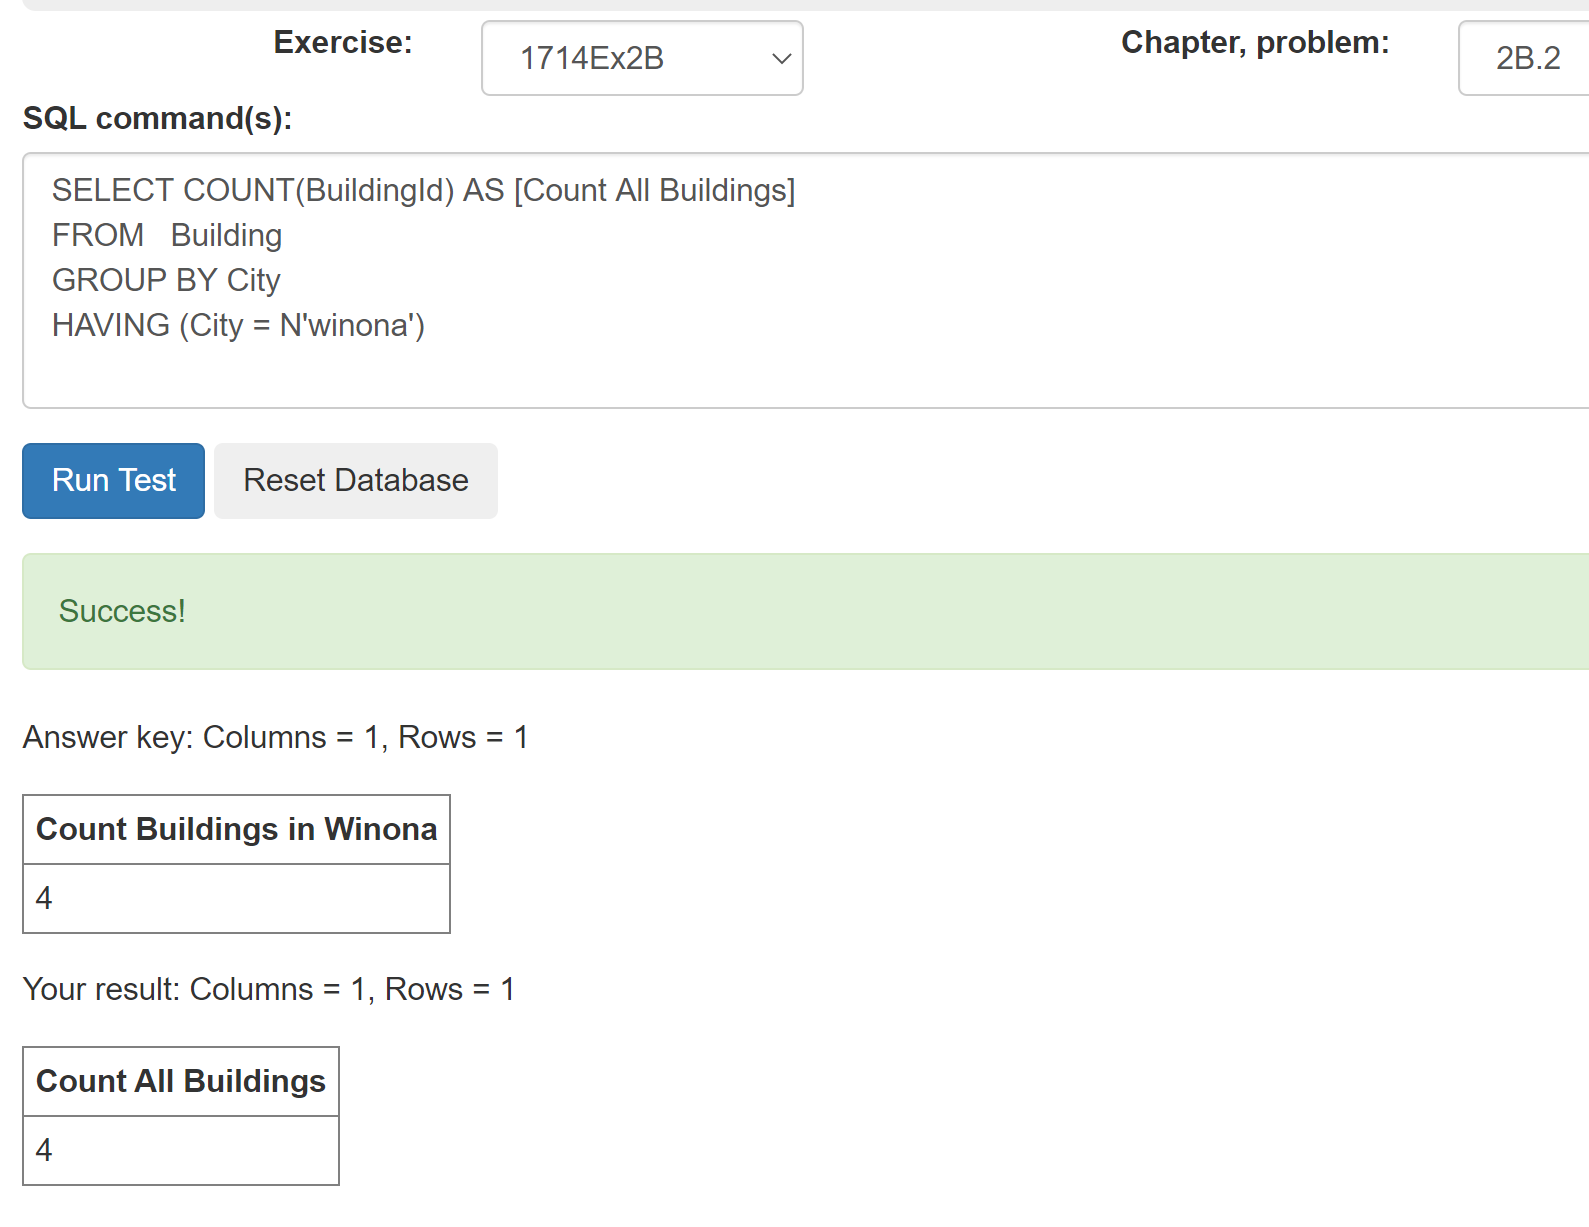 Exercise: 1714Ex2B Chapter, problem: 2B.2
SQL command(s):
SELECT COUNT(BuildingId) AS [Count All Buildings]
FROM   Building
GROUP BY City
HAVING (City = N'winona')
Run Test Reset Database
Success!
Answer key: Columns = 1, Rows = 1
Count Buildings in Winona
4
Your result: Columns = 1, Rows = 1
Count All Buildings
4